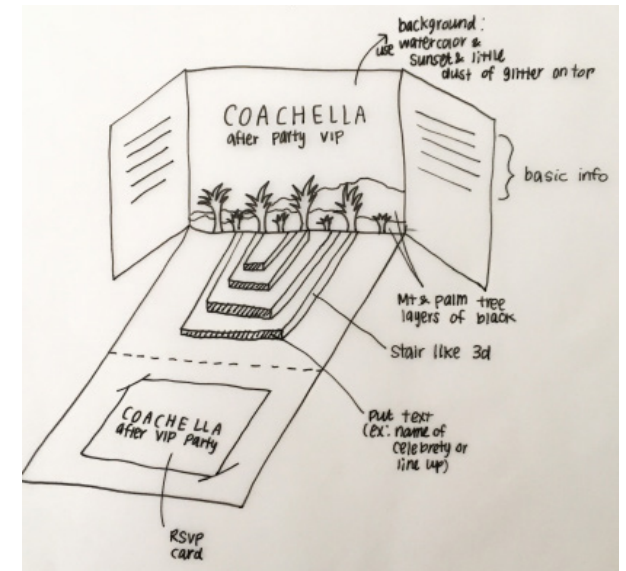 background:
use watercolor &
sunset & little
dust of glitter on top
COACHELLA
after party VIP
basic info
Mt & palm tree
layers of black
stair like 3d
put text
(ex: name of
celebrety or
line up)
COACHELLA
after VIP Party
RSVP
card